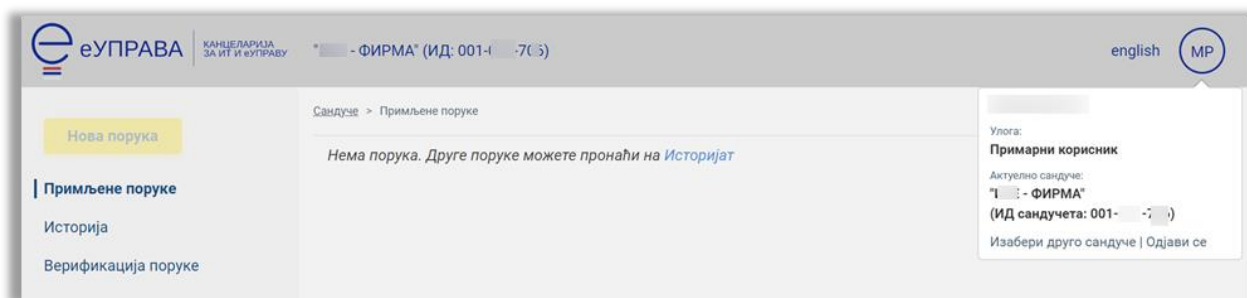 еУПРАВА
КАНЦЕЛАРИЈА
ЗА ИТ И еУПРАВУ
" - ФИРМА" (ИД: 001-
english
МР
Сандуче > Примљене поруке
Нова порука
Нема порука. Друге поруке можете пронаћи на Историјат
Примљене поруке
Историја
Верификација поруке
Улога:
Примарни корисник
Актуелно сандуче:
- ФИРМА"
(ИД сандучета: 001-
Изабери друго сандуче | Одјави се